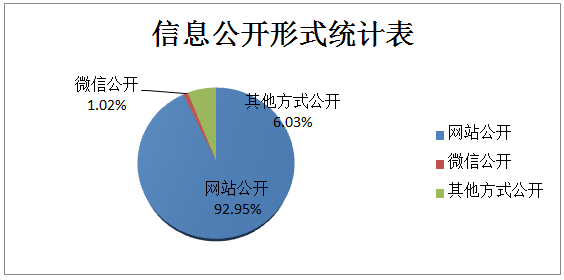 信息公开形式统计表
微信公开
1.02%
其他方式公开
6.03%
网站公开
92.95%
网站公开
微信公开
其他方式公开